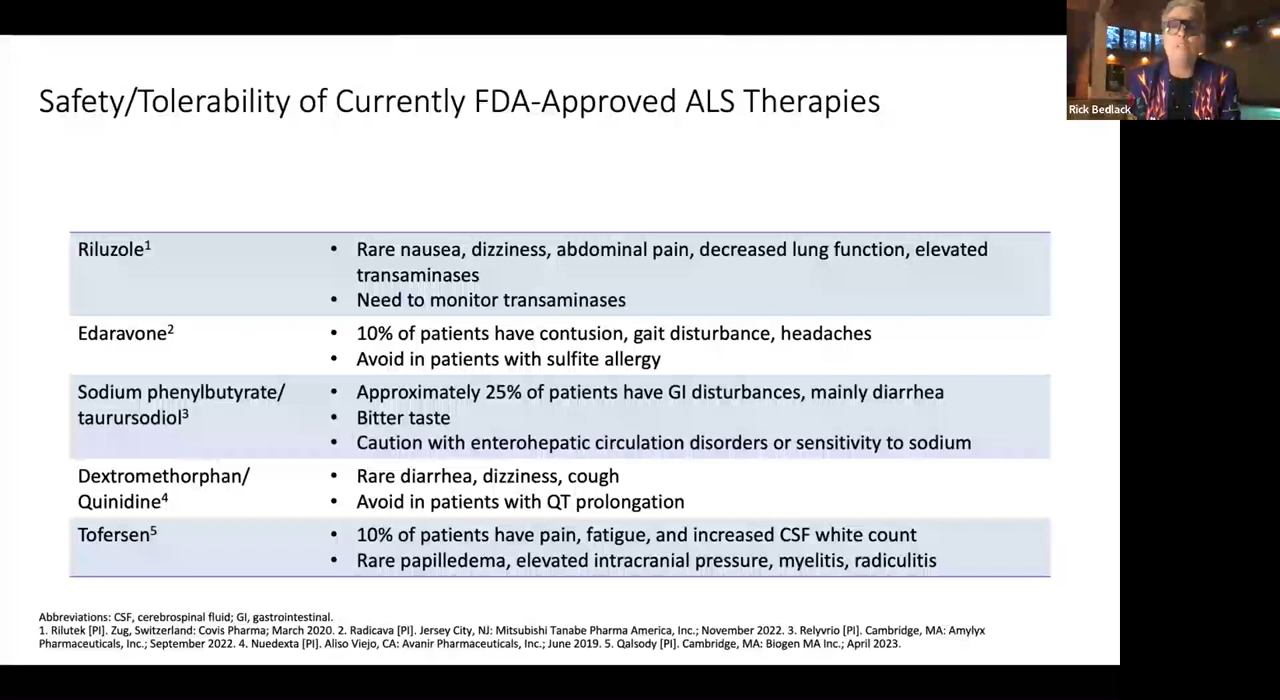 Safety/Tolerability of Currently FDA-Approved ALS Therapies
Rick Bedlack
Riluzole1
• Rare nausea, dizziness, abdominal pain, decreased lung function, elevated
transaminases
• Need to monitor transaminases
Edaravone2
• 10% of patients have contusion, gait disturbance, headaches
• Avoid in patients with sulfite allergy
Sodium phenylbutyrate/
taurursodiol3
• Approximately 25% of patients have GI disturbances, mainly diarrhea
• Bitter taste
• Caution with enterohepatic circulation disorders or sensitivity to sodium
Dextromethorphan/
Quinidine4
• Rare diarrhea, dizziness, cough
• Avoid in patients with QT prolongation
Tofersen5
• 10% of patients have pain, fatigue, and increased CSF white count
• Rare papilledema, elevated intracranial pressure, myelitis, radiculitis
Abbreviations: CSF, cerebrospinal fluid; GI, gastrointestinal.
1. Rilutek [PI]. Zug, Switzerland: Covis Pharma; March 2020. 2. Radicava [PI]. Jersey City, NJ: Mitsubishi Tanabe Pharma America, Inc.; November 2022. 3. Relyvrio [PI]. Cambridge, MA: Amylyx
Pharmaceuticals, Inc.; September 2022. 4. Nuedexta [PI]. Aliso Viejo, CA: Avanir Pharmaceuticals, Inc.; June 2019. 5. Qalsody [PI]. Cambridge, MA: Biogen MA Inc.; April 2023.